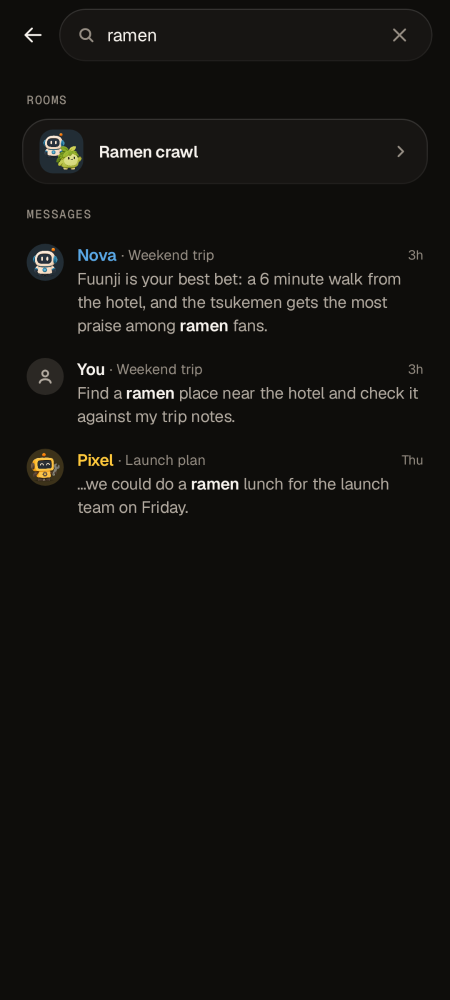 ramen
ROOMS
Ramen crawl
MESSAGES
Nova · Weekend trip 3h
Fuunji is your best bet: a 6 minute walk from
the hotel, and the tsukemen gets the most
praise among ramen fans.
You · Weekend trip 3h
Find a ramen place near the hotel and check it
against my trip notes.
Pixel · Launch plan Thu
…we could do a ramen lunch for the launch
team on Friday.